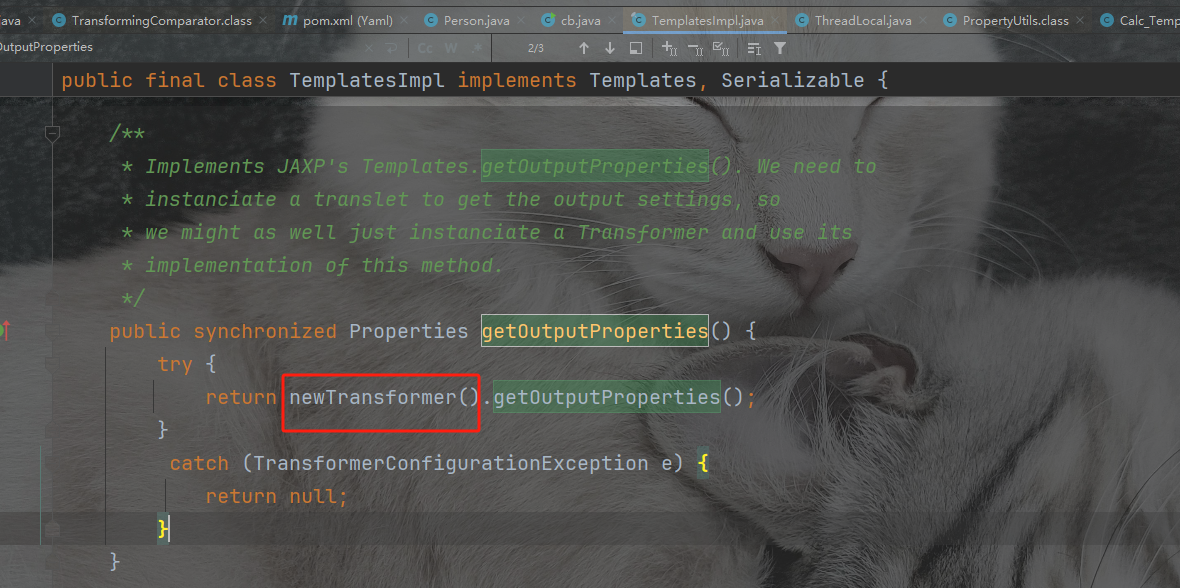 ava TransformingComparator.class pom.xml (Yaml) Person.java cb.java TemplatesImpl.java ThreadLocal.java PropertyUtils.class Calc_Temp
OutputProperties Cc W .* 2/3
public final class TemplatesImpl implements Templates, Serializable {
/**
* Implements JAXP's Templates.getOutputProperties(). We need to
* instanciate a translet to get the output settings, so
* we might as well just instanciate a Transformer and use its
* implementation of this method.
*/
public synchronized Properties getOutputProperties() {
try {
return newTransformer().getOutputProperties();
}
catch (TransformerConfigurationException e) {
return null;
}
}